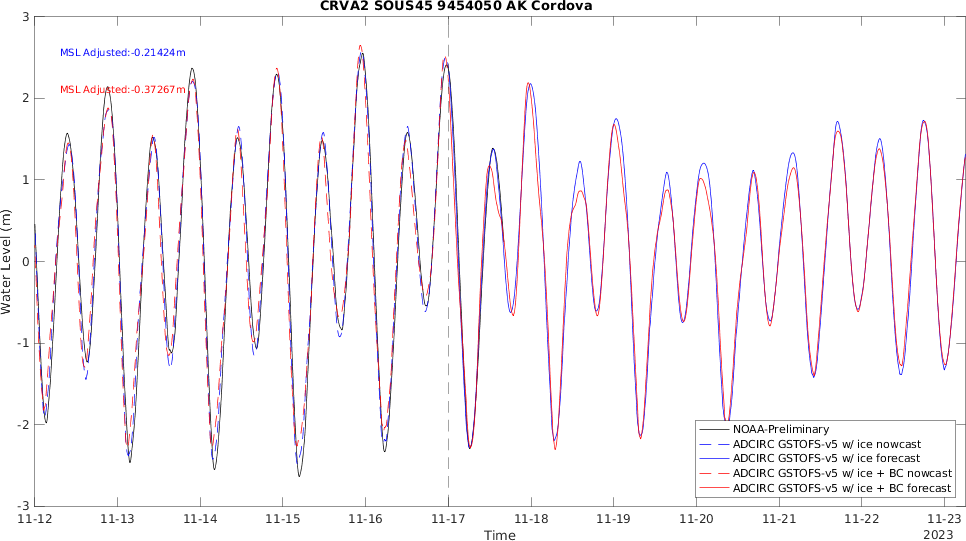 CRVA2 SOUS45 9454050 AK Cordova
MSL Adjusted:-0.21424m
MSL Adjusted:-0.37267m
Water Level (m)
3
2
1
0
-1
-2
-3
11-12
11-13
11-14
11-15
11-16
11-17
11-18
11-19
11-20
11-21
11-22
11-23
2023
Time
NOAA-Preliminary
ADCIRC GSTOFS-v5 w/ ice nowcast
ADCIRC GSTOFS-v5 w/ ice forecast
ADCIRC GSTOFS-v5 w/ ice + BC nowcast
ADCIRC GSTOFS-v5 w/ ice + BC forecast